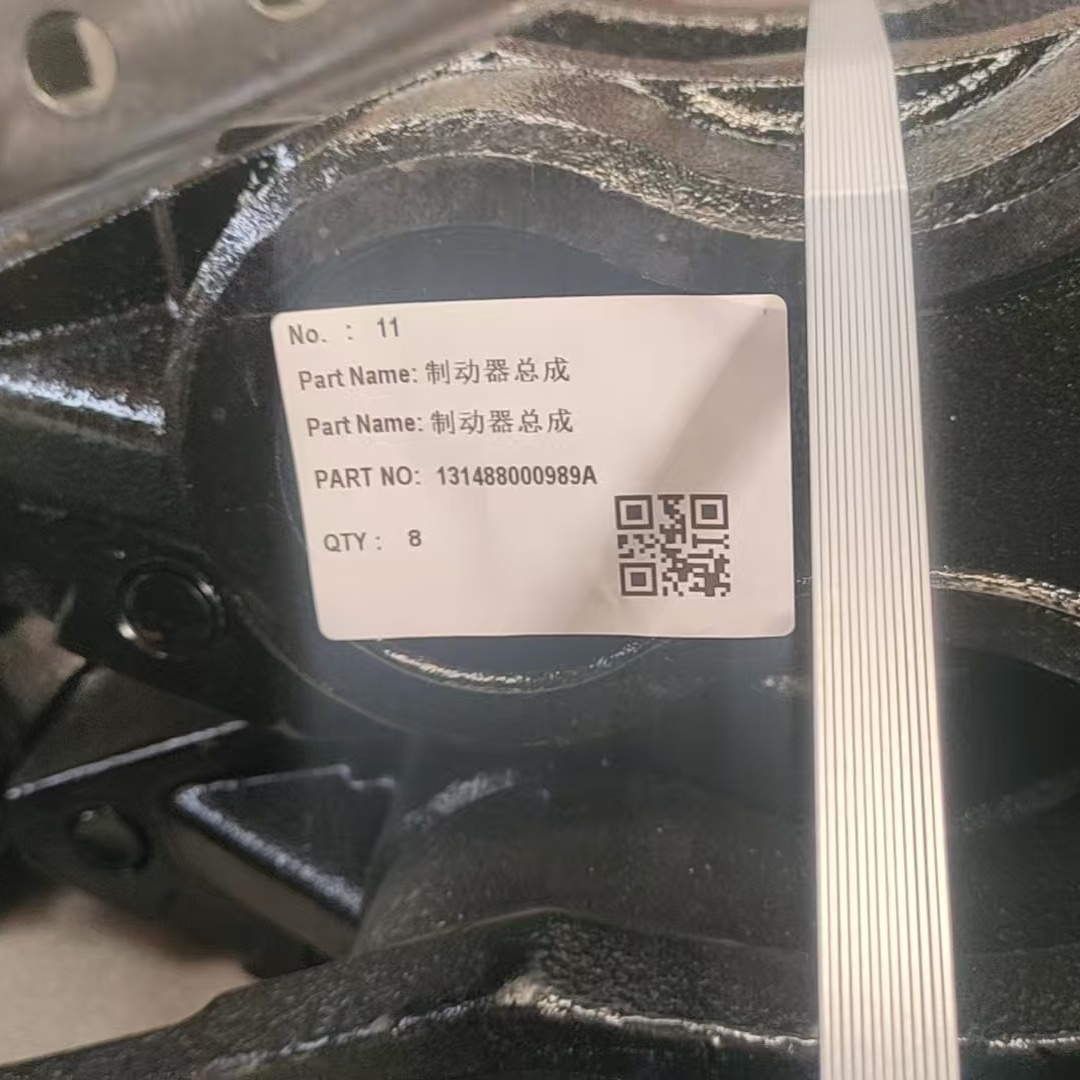 No. : 11
Part Name: 制动器总成
Part Name: 制动器总成
PART NO: 131488000989A
QTY : 8